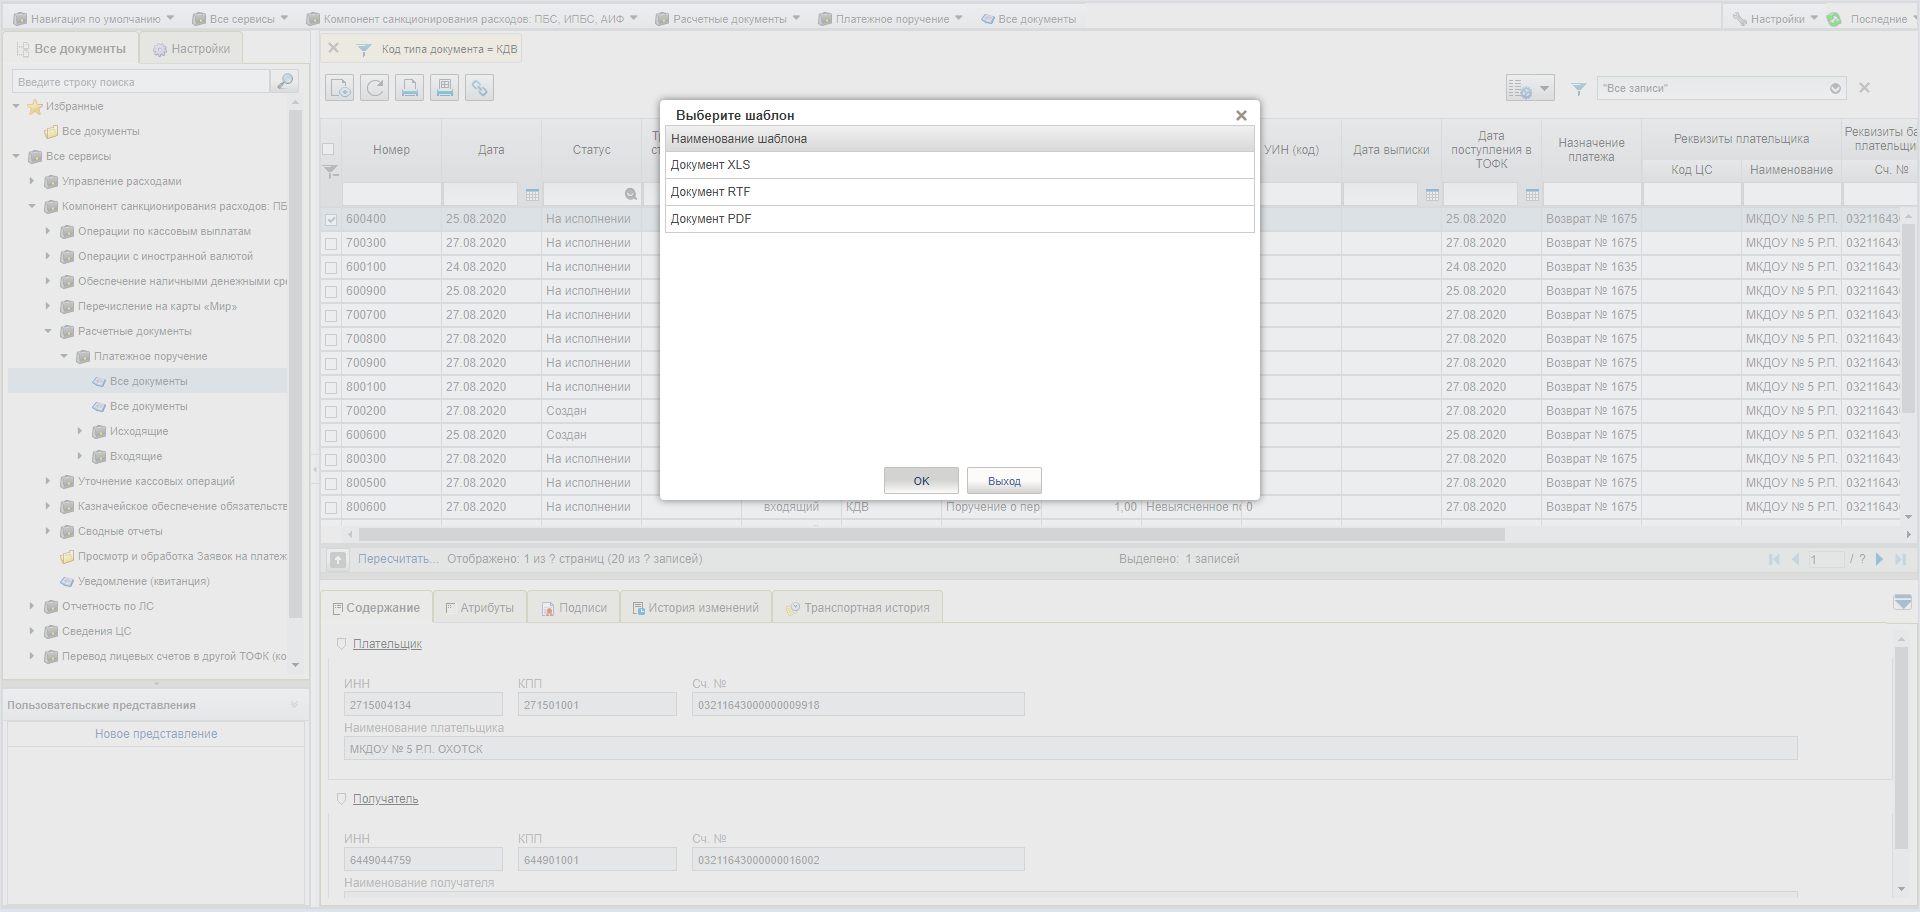 Навигация по умолчанию
Все сервисы
Компонент санкционирования расходов: ПБС, ИПБС, АИФ
Расчетные документы
Платежное поручение
Все документы
Настройки
Последние
Все документы
Настройки
Код типа документа = КДВ
Введите строку поиска
"Все записи"
Избранные
Все документы
Все сервисы
Управление расходами
Компонент санкционирования расходов: ПБ
Операции по кассовым выплатам
Операции с иностранной валютой
Обеспечение наличными денежными
Перечисление на карты «Мир»
Расчетные документы
Платежное поручение
Все документы
Все документы
Исходящие
Входящие
Уточнение кассовых операций
Казначейское обеспечение обязательств
Сводные отчеты
Просмотр и обработка Заявок на платеж
Уведомление (квитанция)
Отчетность по ЛС
Сведения ЦС
Перевод лицевых счетов в другой ТОФК (ко
Пользовательские представления
Новое представление
Номер Дата Статус УИН (код) Дата выписки Дата поступления в ТОФК Назначение платежа Реквизиты плательщика Реквизиты ба плательщи
Код ЦС Наименование Сч. №
600400 25.08.2020 На исполнении 25.08.2020 Возврат № 1675 МКДОУ № 5 Р.П. 03211643
700300 27.08.2020 На исполнении 27.08.2020 Возврат № 1675 МКДОУ № 5 Р.П. 03211643
600100 24.08.2020 На исполнении 24.08.2020 Возврат № 1635 МКДОУ № 5 Р.П. 03211643
600900 25.08.2020 На исполнении 25.08.2020 Возврат № 1675 МКДОУ № 5 Р.П. 03211643
700700 27.08.2020 На исполнении 27.08.2020 Возврат № 1675 МКДОУ № 5 Р.П. 03211643
700800 27.08.2020 На исполнении 27.08.2020 Возврат № 1675 МКДОУ № 5 Р.П. 03211643
700900 27.08.2020 На исполнении 27.08.2020 Возврат № 1675 МКДОУ № 5 Р.П. 03211643
800100 27.08.2020 На исполнении 27.08.2020 Возврат № 1675 МКДОУ № 5 Р.П. 03211643
700200 27.08.2020 Создан 27.08.2020 Возврат № 1675 МКДОУ № 5 Р.П. 03211643
600600 25.08.2020 Создан 25.08.2020 Возврат № 1675 МКДОУ № 5 Р.П. 03211643
800300 27.08.2020 На исполнении 27.08.2020 Возврат № 1675 МКДОУ № 5 Р.П. 03211643
800500 27.08.2020 На исполнении 27.08.2020 Возврат № 1675 МКДОУ № 5 Р.П. 03211643
800600 27.08.2020 На исполнении входящий КДВ Поручение о пер 1,00 Невыясненное по 0 27.08.2020 Возврат № 1675 МКДОУ № 5 Р.П. 03211643
Выберите шаблон
Наименование шаблона
Документ XLS
Документ RTF
Документ PDF
ОК
Выход
Пересчитать... Отображено: 1 из ? страниц (20 из ? записей) Выделено: 1 записей 1 / ?
Содержание
Атрибуты
Подписи
История изменений
Транспортная история
Плательщик
ИНН КПП Сч. №
2715004134 271501001 03211643000000009918
Наименование плательщика
МКДОУ № 5 Р.П. ОХОТСК
Получатель
ИНН КПП Сч. №
6449044759 644901001 03211643000000016002
Наименование получателя